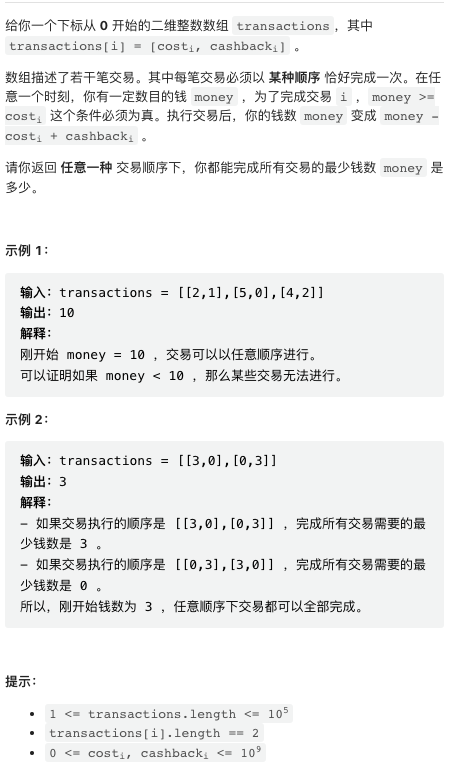 给你一个下标从 0 开始的二维整数数组 transactions，其中
transactions[i] = [costᵢ, cashbackᵢ] 。
数组描述了若干笔交易。其中每笔交易必须以 某种顺序 恰好完成一次。在任
意一个时刻，你有一定数目的钱 money ，为了完成交易 i ，money >=
costᵢ 这个条件必须为真。执行交易后，你的钱数 money 变成 money -
costᵢ + cashbackᵢ 。
请你返回 任意一种 交易顺序下，你都能完成所有交易的最少钱数 money 是
多少。
示例 1：
输入：transactions = [[2,1],[5,0],[4,2]]
输出：10
解释：
刚开始 money = 10 ，交易可以以任意顺序进行。
可以证明如果 money < 10 ，那么某些交易无法进行。
示例 2：
输入：transactions = [[3,0],[0,3]]
输出：3
解释：
- 如果交易执行的顺序是 [[3,0],[0,3]] ，完成所有交易需要的最
少钱数是 3 。
- 如果交易执行的顺序是 [[0,3],[3,0]] ，完成所有交易需要的最
少钱数是 0 。
所以，刚开始钱数为 3 ，任意顺序下交易都可以全部完成。
提示：
• 1 <= transactions.length <= 10⁵
• transactions[i].length == 2
• 0 <= costᵢ, cashbackᵢ <= 10⁹